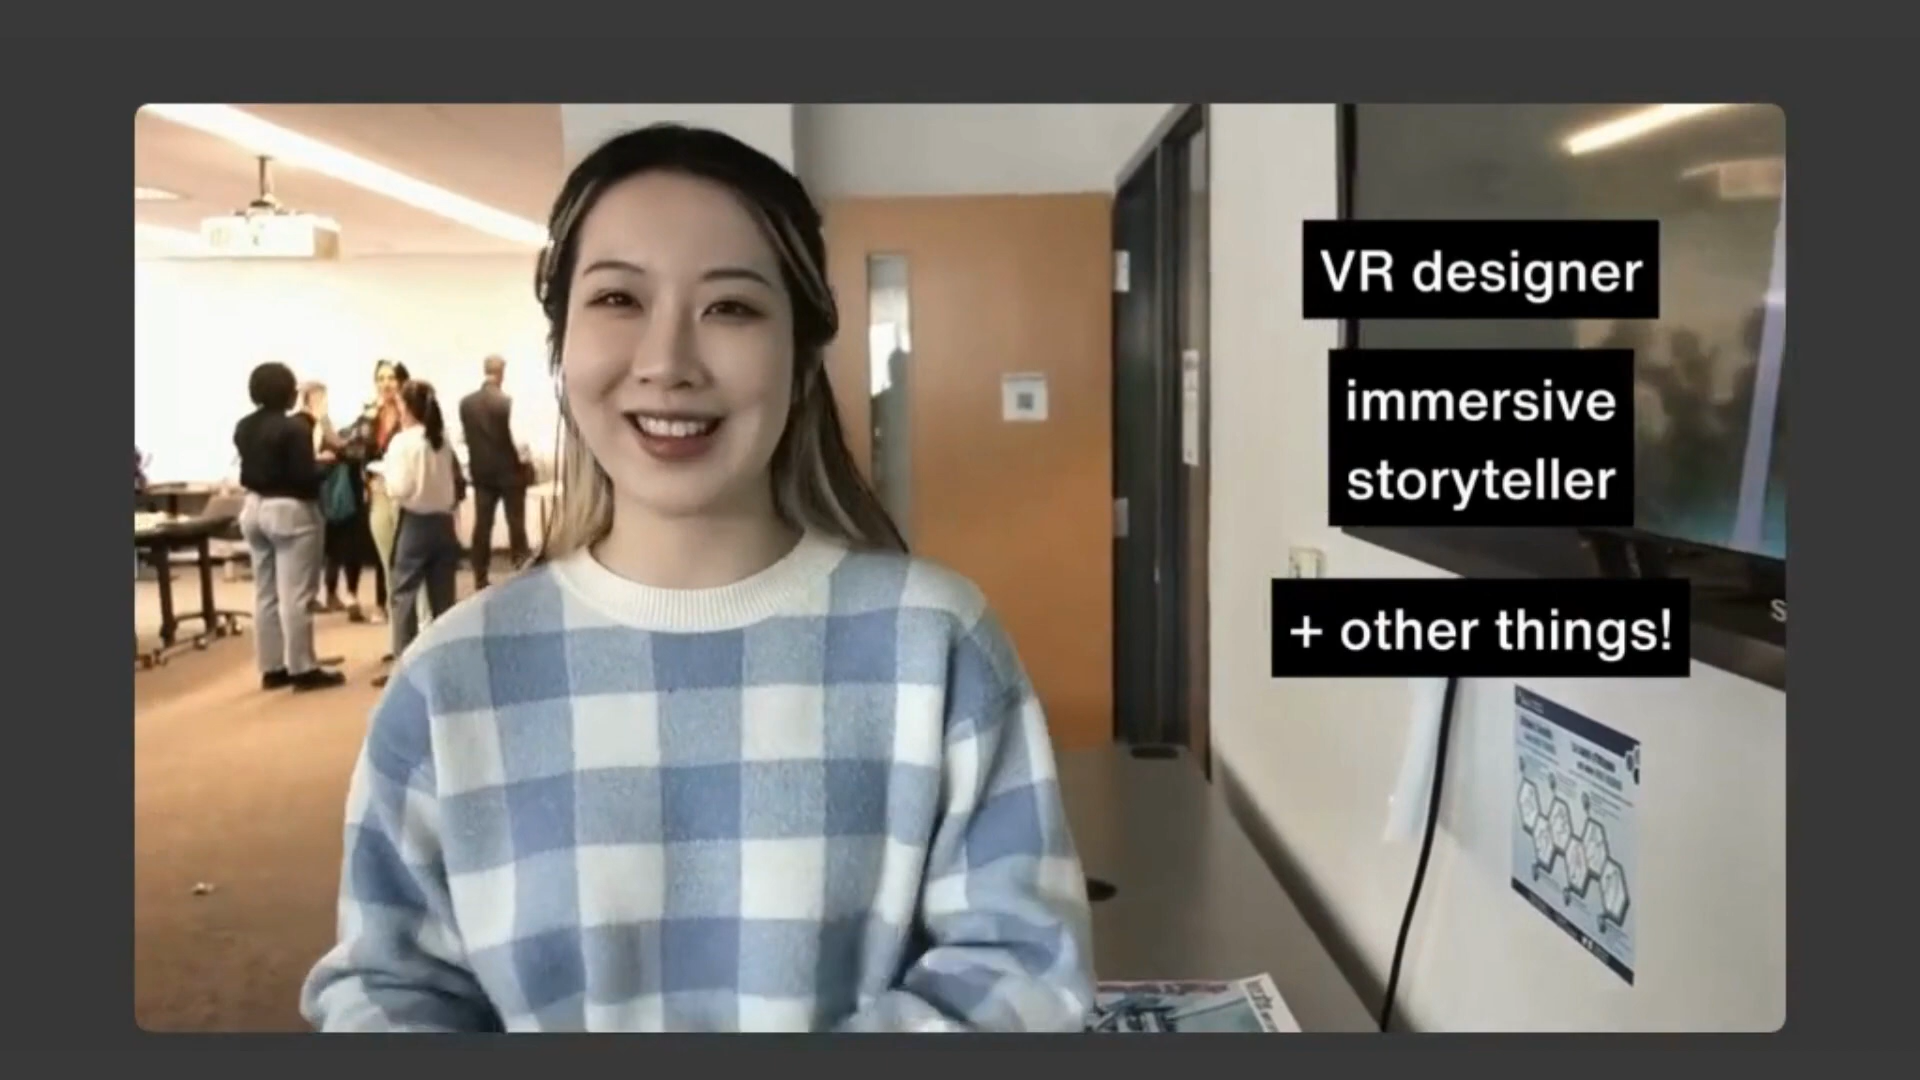 VR designer
immersive
storyteller
+ other things!